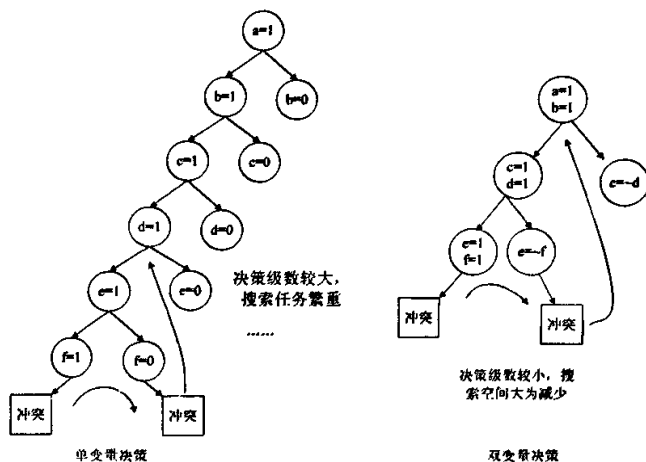 a=1
b=1
b=0
c=1
c=0
d=1
d=0
e=1
e=0
决策级数较大，
搜索任务繁重
……
f=1
f=0
冲突
冲突
单变量决策
a=1
b=1
c=1
d=1
c=~d
e=1
f=1
e=~f
冲突
冲突
决策级数较小，搜
索空间大为减少
双变量决策